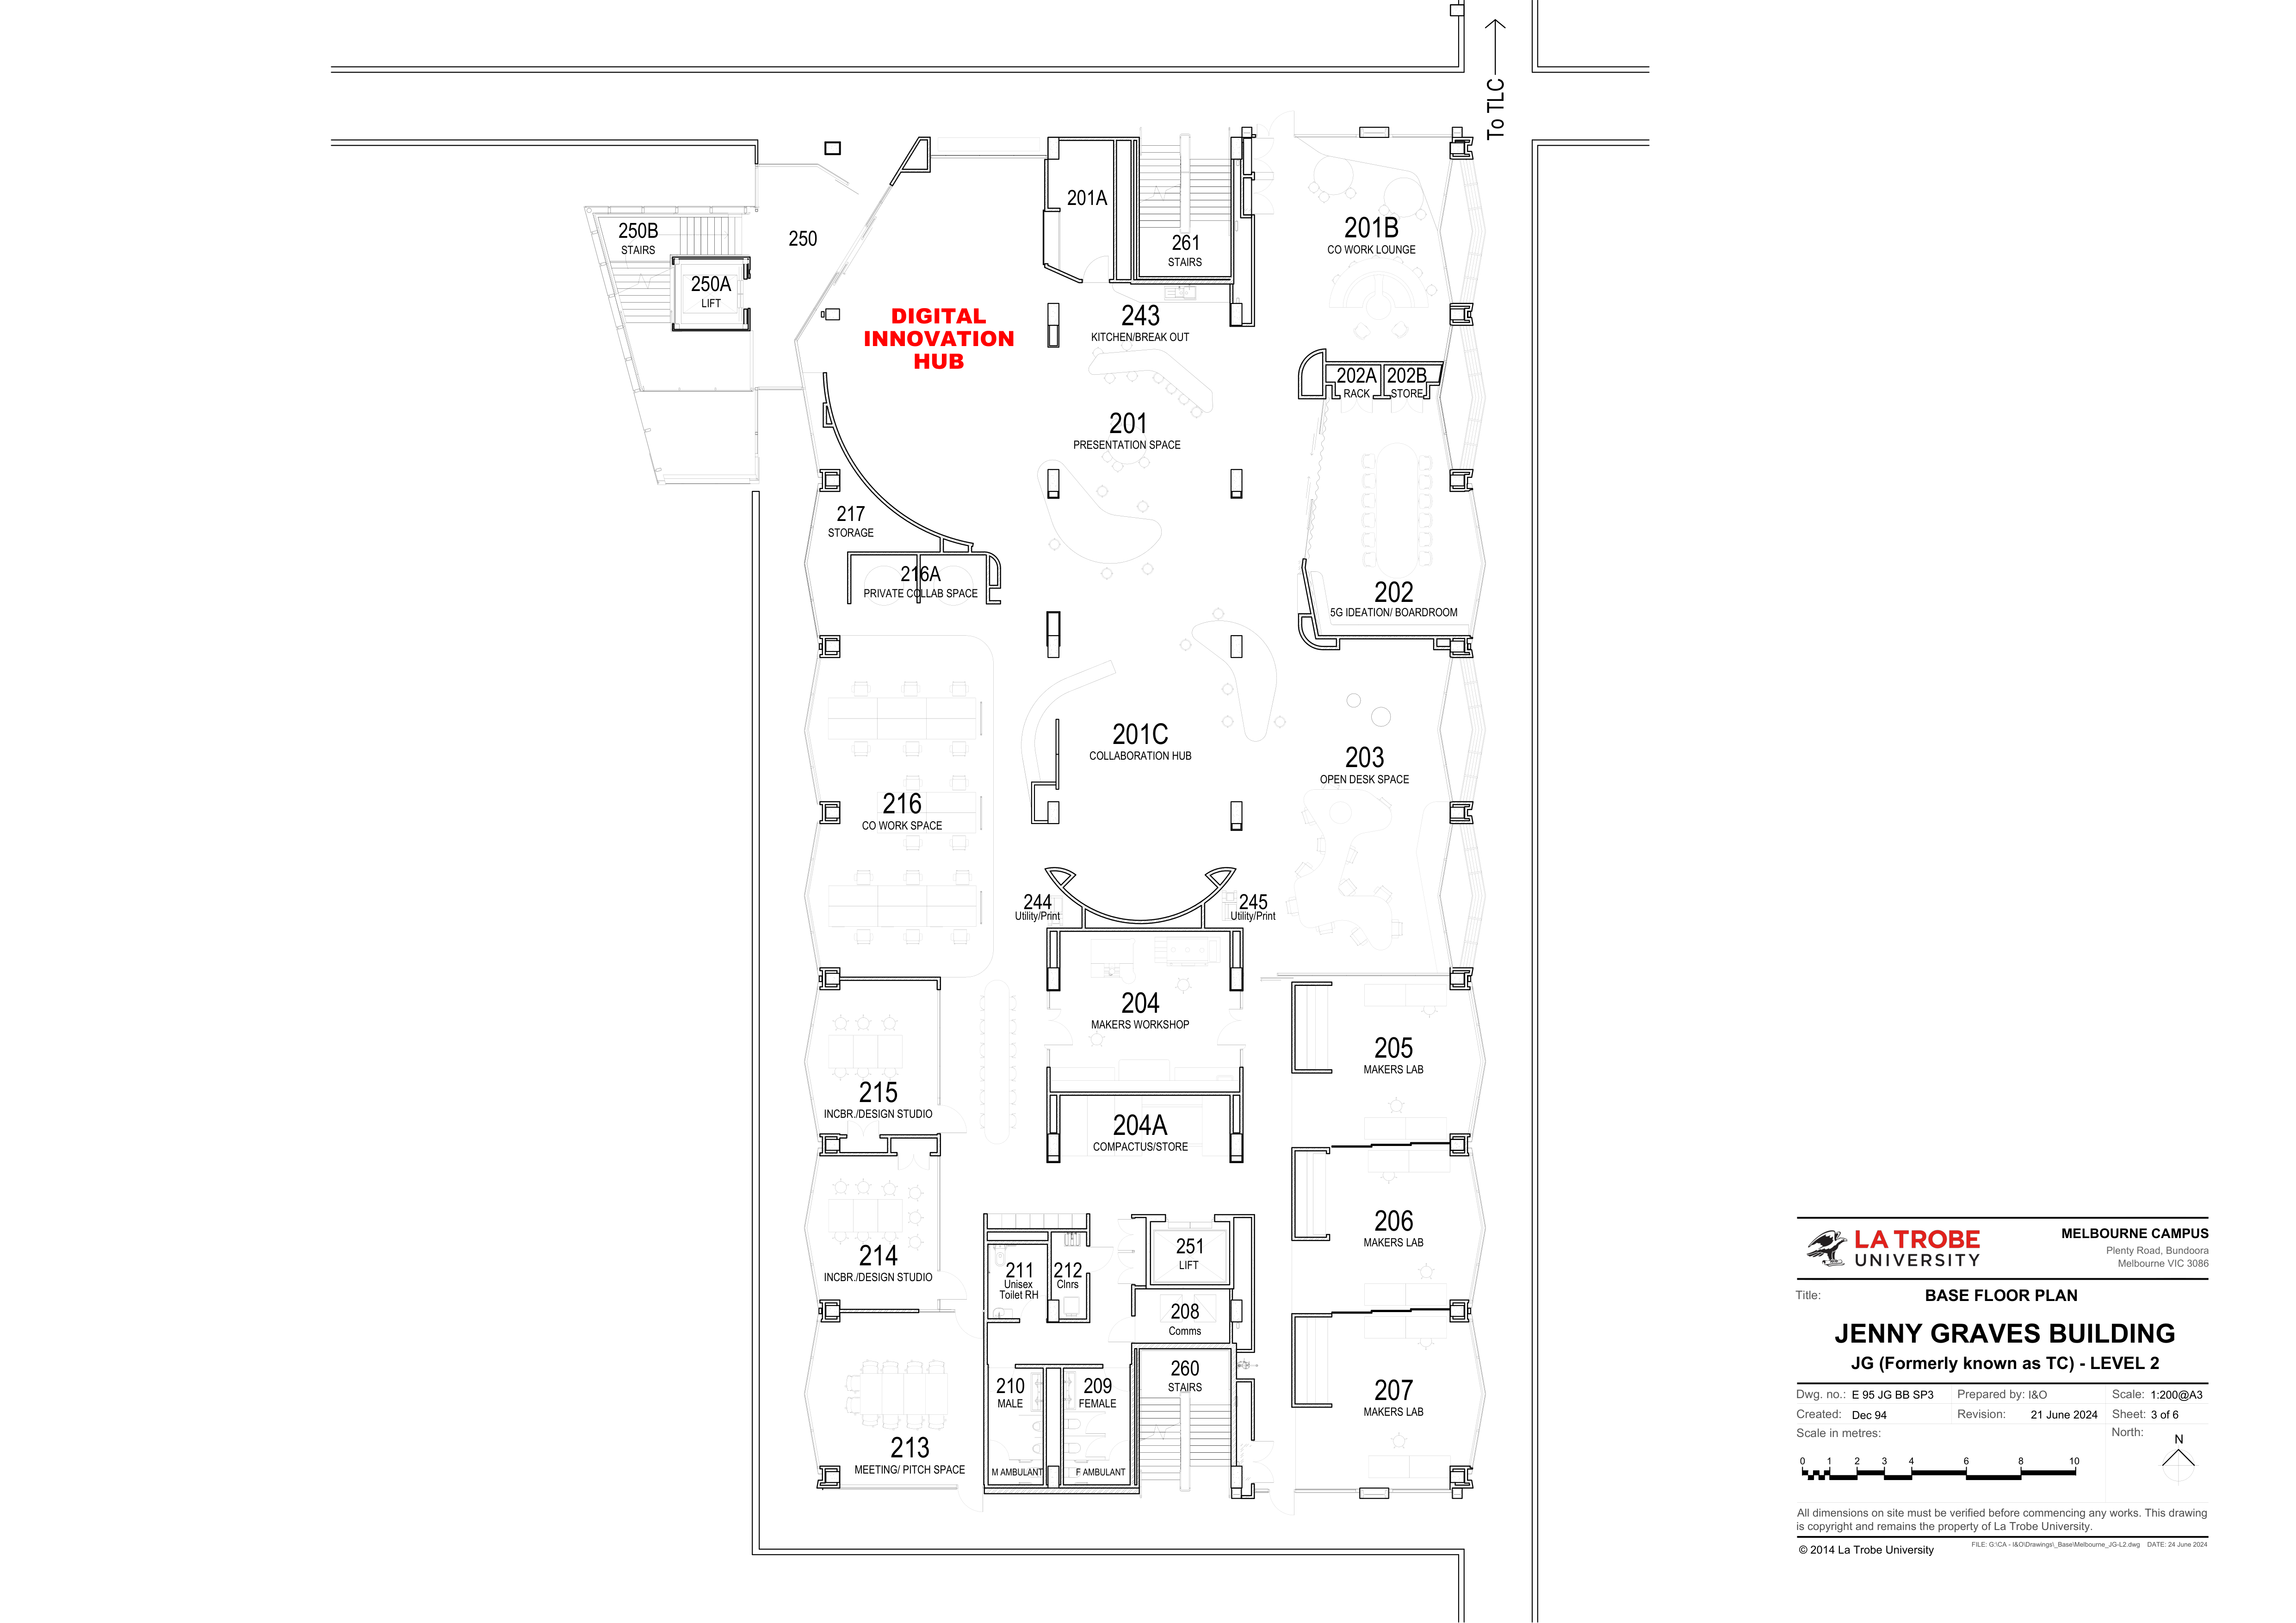 To TLC
201A
250B
STAIRS
250
261
STAIRS
201B
CO WORK LOUNGE
250A
LIFT
DIGITAL
INNOVATION
HUB
243
KITCHEN/BREAK OUT
202A
RACK
202B
STORE
201
PRESENTATION SPACE
217
STORAGE
216A
PRIVATE COLLAB SPACE
202
5G IDEATION/ BOARDROOM
201C
COLLABORATION HUB
203
OPEN DESK SPACE
216
CO WORK SPACE
244
Utility/Print
245
Utility/Print
204
MAKERS WORKSHOP
205
MAKERS LAB
215
INCBR./DESIGN STUDIO
204A
COMPACTUS/STORE
206
MAKERS LAB
214
INCBR./DESIGN STUDIO
211
Unisex
Toilet RH
212
Clnrs
251
LIFT
208
Comms
260
STAIRS
210
MALE
209
FEMALE
207
MAKERS LAB
213
MEETING/ PITCH SPACE
M AMBULANT
F AMBULANT
LA TROBE
UNIVERSITY
MELBOURNE CAMPUS
Plenty Road, Bundoora
Melbourne VIC 3086
Title:
BASE FLOOR PLAN
JENNY GRAVES BUILDING
JG (Formerly known as TC) - LEVEL 2
Dwg. no.: E 95 JG BB SP3 Prepared by: I&O Scale: 1:200@A3
Created: Dec 94 Revision: 21 June 2024 Sheet: 3 of 6
Scale in metres: North:
N
0 1 2 3 4 6 8 10
All dimensions on site must be verified before commencing any works. This drawing
is copyright and remains the property of La Trobe University.
© 2014 La Trobe University FILE: G:\CA - I&O\Drawings\_Base\Melbourne_JG-L2.dwg DATE: 24 June 2024